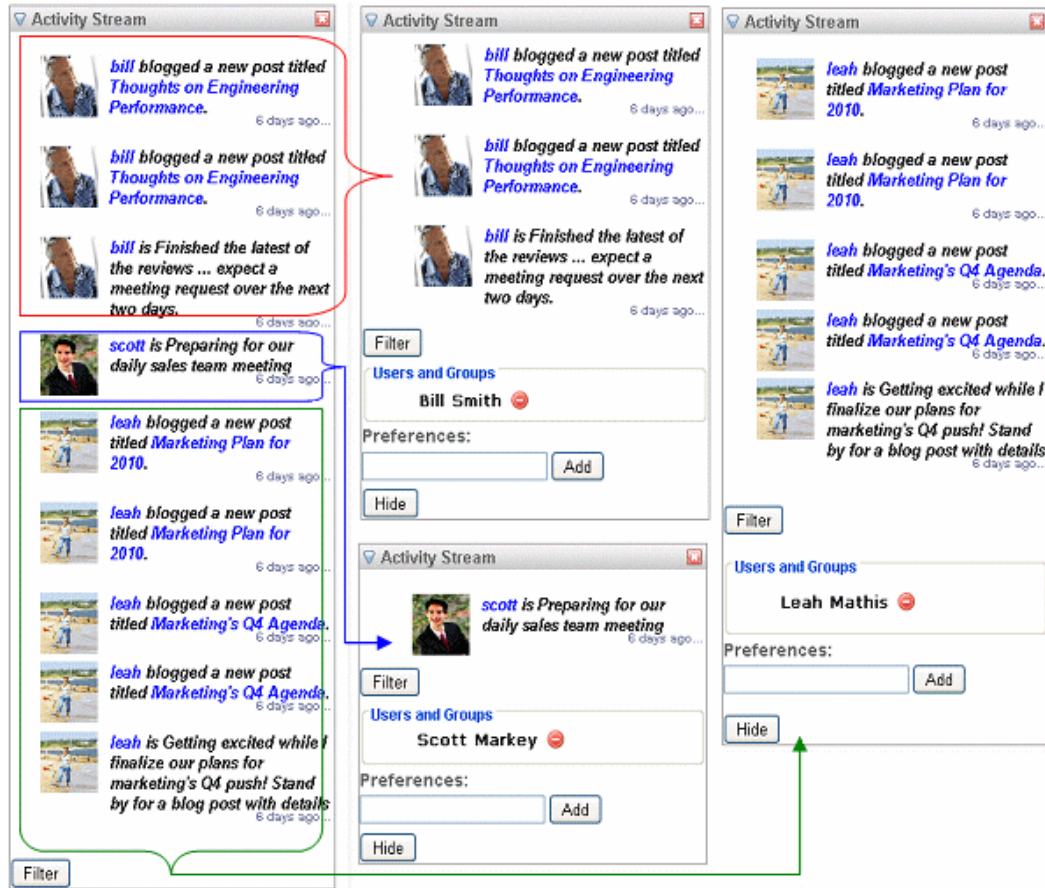 Activity Stream
bill blogged a new post titled
Thoughts on Engineering
Performance.
6 days ago...
bill blogged a new post titled
Thoughts on Engineering
Performance.
6 days ago...
bill is Finished the latest of
the reviews ... expect a
meeting request over the next
two days.
6 days ago...
scott is Preparing for our
daily sales team meeting
6 days ago...
leah blogged a new post
titled Marketing Plan for
2010.
6 days ago...
leah blogged a new post
titled Marketing Plan for
2010.
6 days ago...
leah blogged a new post
titled Marketing's Q4 Agenda.
6 days ago...
leah blogged a new post
titled Marketing's Q4 Agenda.
6 days ago...
leah is Getting excited while I
finalize our plans for
marketing's Q4 push! Stand
by for a blog post with details
6 days ago...
Filter
Activity Stream
bill blogged a new post titled
Thoughts on Engineering
Performance.
6 days ago...
bill blogged a new post titled
Thoughts on Engineering
Performance.
6 days ago...
bill is Finished the latest of
the reviews ... expect a
meeting request over the next
two days.
6 days ago...
Filter
Users and Groups
Bill Smith
Preferences:
Add
Hide
Activity Stream
scott is Preparing for our
daily sales team meeting
6 days ago...
Filter
Users and Groups
Scott Markey
Preferences:
Add
Hide
Activity Stream
leah blogged a new post
titled Marketing Plan for
2010.
6 days ago...
leah blogged a new post
titled Marketing Plan for
2010.
6 days ago...
leah blogged a new post
titled Marketing's Q4 Agenda.
6 days ago...
leah blogged a new post
titled Marketing's Q4 Agenda.
6 days ago...
leah is Getting excited while I
finalize our plans for
marketing's Q4 push! Stand
by for a blog post with details
6 days ago...
Filter
Users and Groups
Leah Mathis
Preferences:
Add
Hide